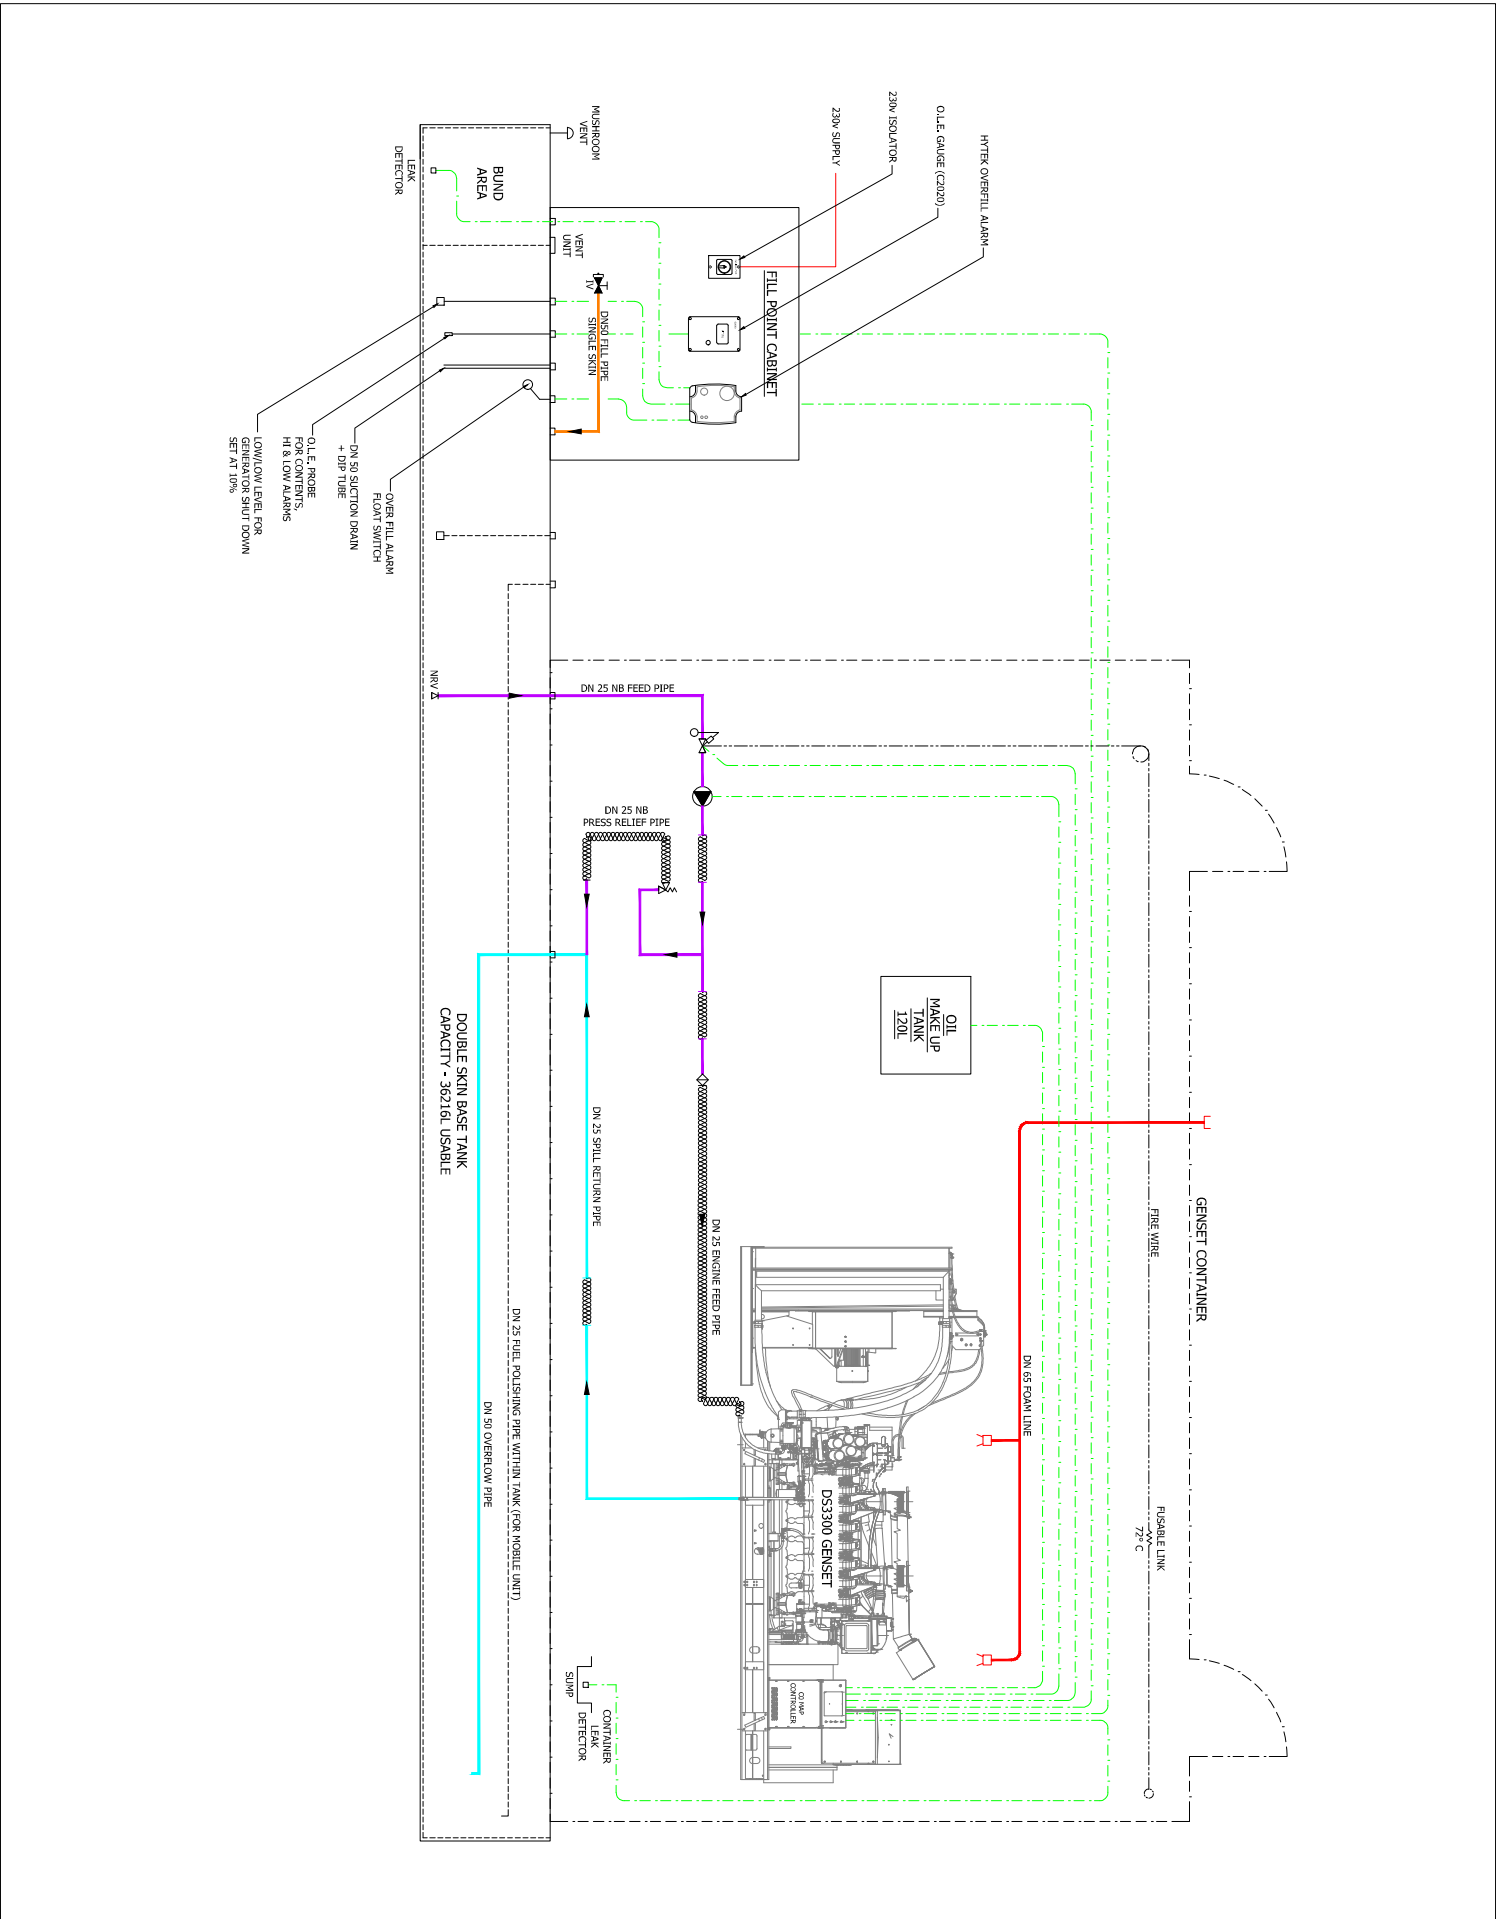 MUSHROOM
VENT
230v SUPPLY
230v ISOLATOR
O.L.E. GAUGE (C2020)
HYTEK OVERFILL ALARM
LEAK
DETECTOR
BUND
AREA
VENT
UNIT
IV
DN50 FILL PIPE
SINGLE SKIN
FILL POINT CABINET
LOW/LOW LEVEL FOR
GENERATOR SHUT DOWN
SET AT 10%
O.L.E. PROBE
FOR CONTENTS,
HI & LOW ALARMS
DN 50 SUCTION DRAIN
+ DIP TUBE
OVER FILL ALARM
FLOAT SWITCH
NRV
DN 25 NB FEED PIPE
DN 25 NB
PRESS RELIEF PIPE
OIL
MAKE UP
TANK
120L
DOUBLE SKIN BASE TANK
CAPACITY - 36216L USABLE
DN 25 SPILL RETURN PIPE
DN 25 ENGINE FEED PIPE
GENSET CONTAINER
FIRE WIRE
DN 65 FOAM LINE
DN 25 FUEL POLISHING PIPE WITHIN TANK (FOR MOBILE UNIT)
DN 50 OVERFLOW PIPE
DS3300 GENSET
FUSABLE LINK
72° C
SUMP
CONTAINER
LEAK
DETECTOR
CONTROLLER